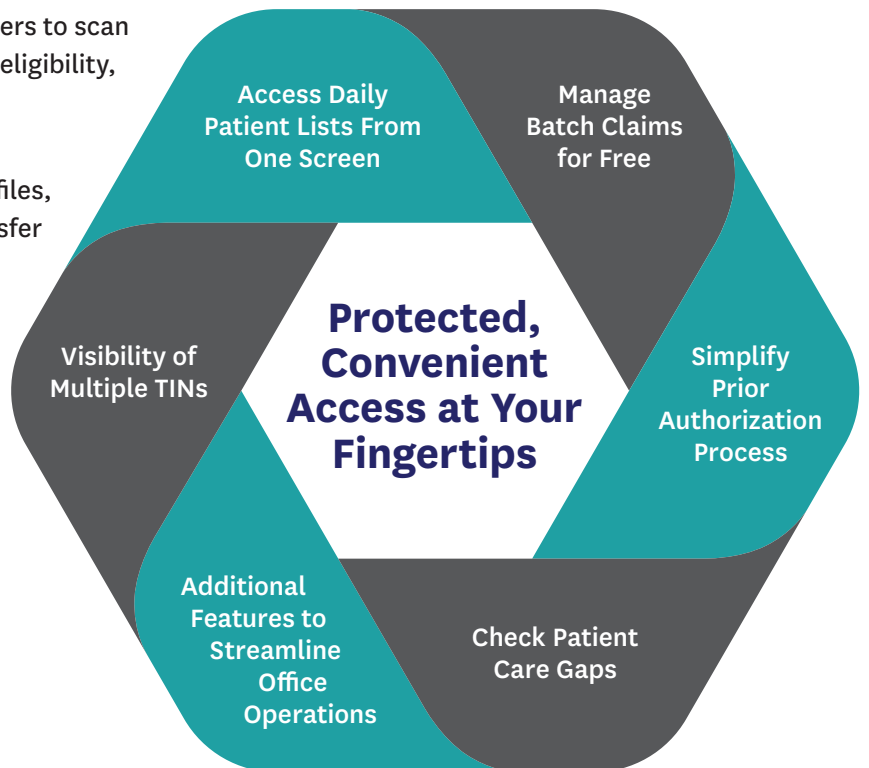 ers to scan
eligibility,
files,
sfer
Access Daily
Patient Lists From
One Screen
Manage
Batch Claims
for Free
Visibility of
Multiple TINs
Protected,
Convenient
Access at Your
Fingertips
Simplify
Prior
Authorization
Process
Additional
Features to
Streamline
Office
Operations
Check Patient
Care Gaps